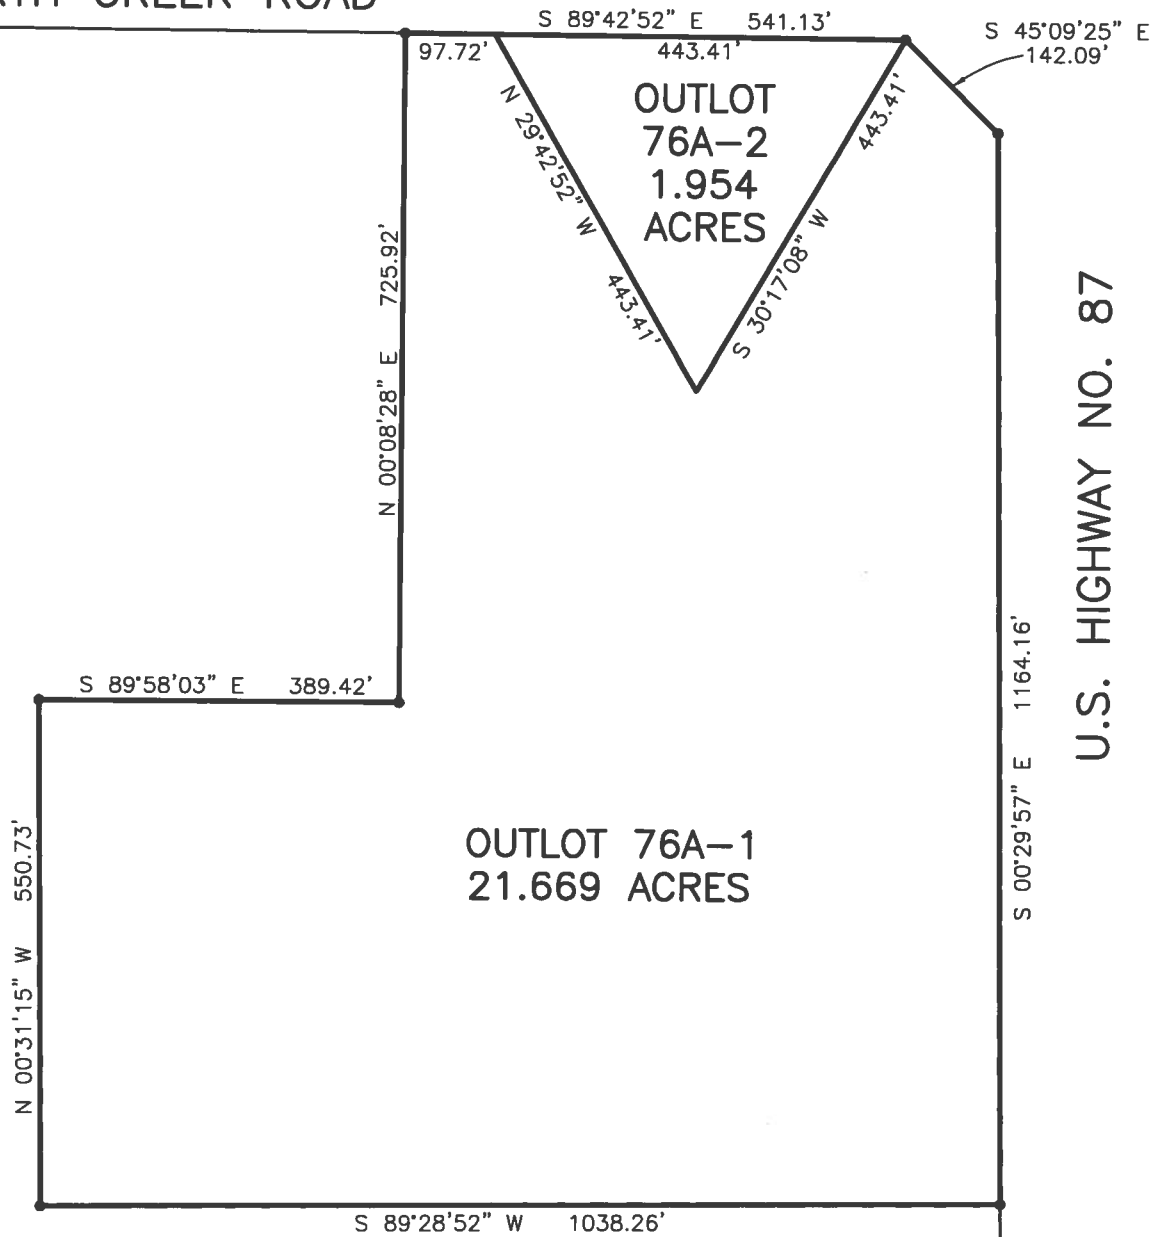 CREEK ROAD
S 89°42'52" E 541.13'
S 45°09'25" E
142.09'
97.72'
443.41'
OUTLOT
76A-2
1.954
ACRES
N 29°42'52" W 443.41'
S 30°17'08" W 443.41'
N 00°08'28" E 725.92'
U.S. HIGHWAY NO. 87
S 89°58'03" E 389.42'
S 00°29'57" E 1164.16'
OUTLOT 76A-1
21.669 ACRES
N 00°31'15" W 550.73'
S 89°28'52" W 1038.26'